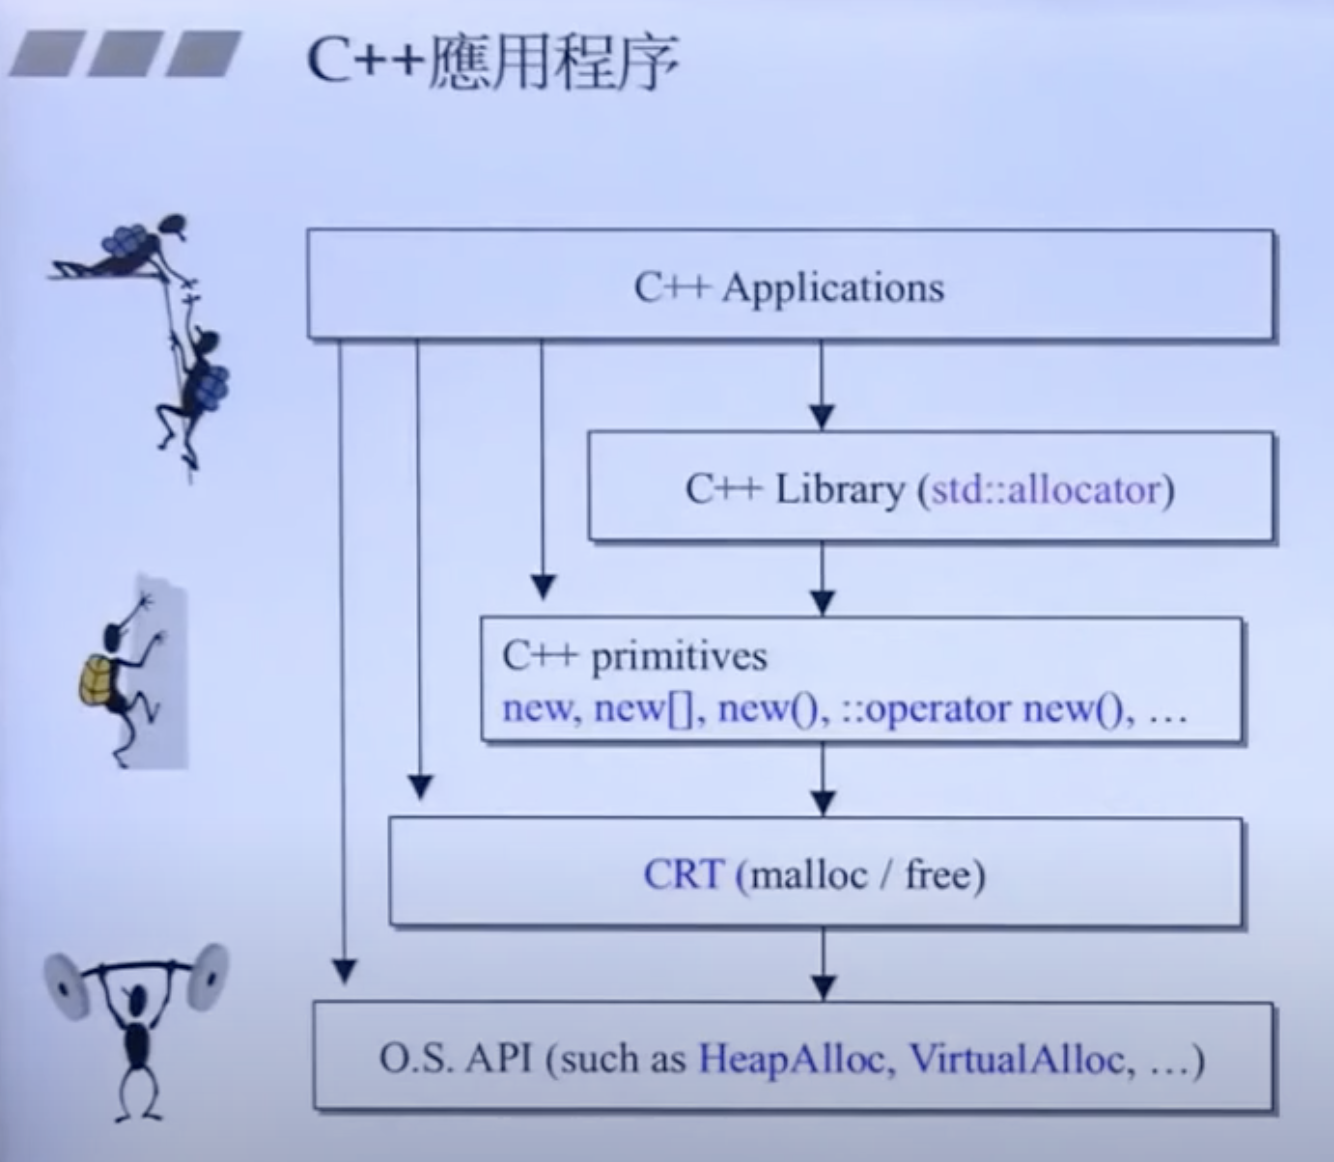 C++應用程序
C++ Applications
C++ Library (std::allocator)
C++ primitives
new, new[], new(), ::operator new(), …
CRT (malloc / free)
O.S. API (such as HeapAlloc, VirtualAlloc, …)